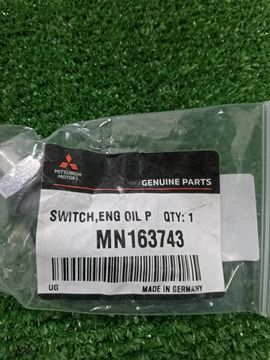 MITSUBISHI
MOTORS
GENUINE PARTS
SWITCH,ENG OIL P QTY: 1
MN163743
UG
MADE IN GERMANY